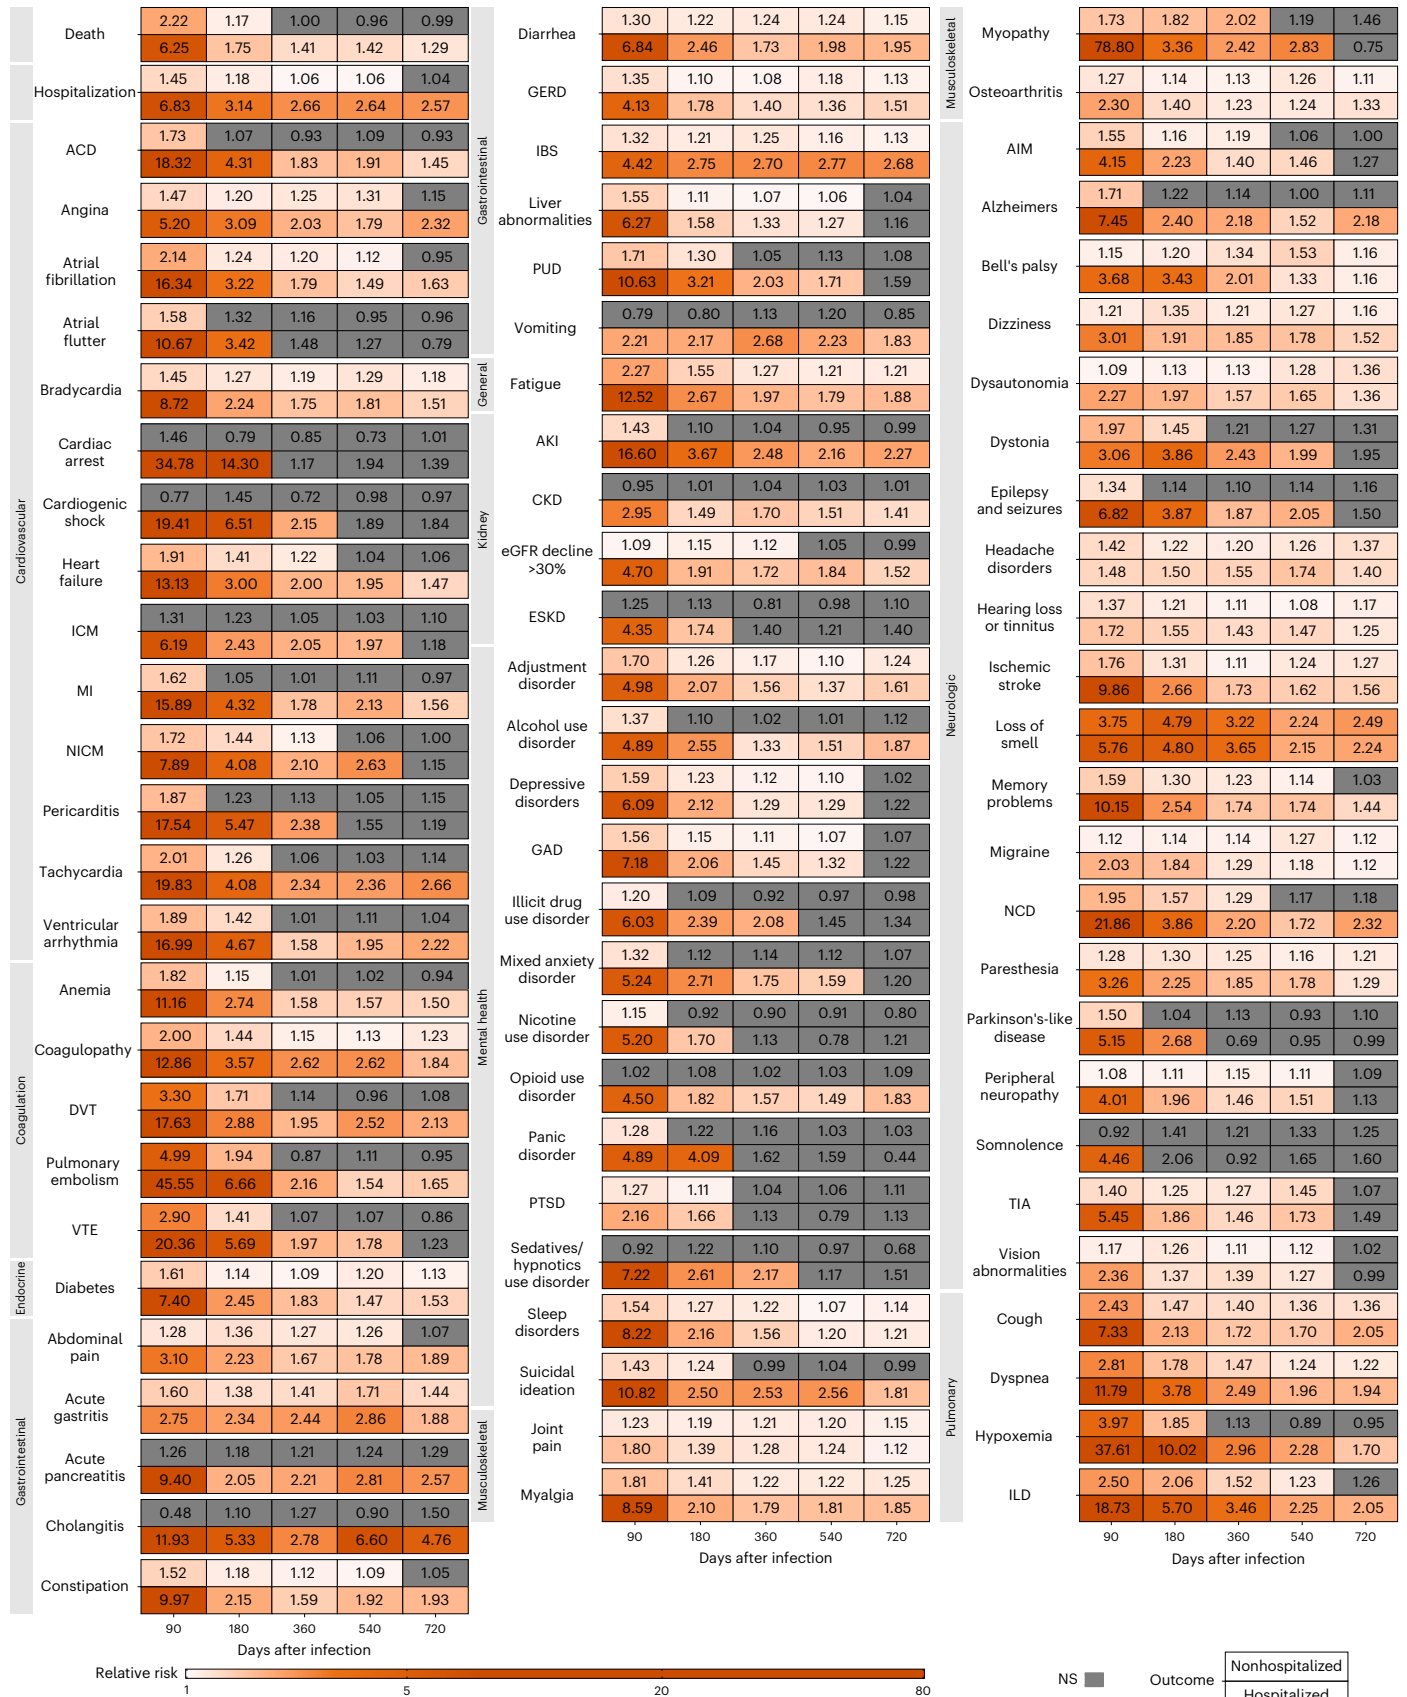 Cardiovascular
Coagulation
Endocrine
Gastrointestinal
Death
2.22 1.17 1.00 0.96 0.99
6.25 1.75 1.41 1.42 1.29
Hospitalization
1.45 1.18 1.06 1.06 1.04
6.83 3.14 2.66 2.64 2.57
ACD
1.73 1.07 0.93 1.09 0.93
18.32 4.31 1.83 1.91 1.45
Angina
1.47 1.20 1.25 1.31 1.15
5.20 3.09 2.03 1.79 2.32
Atrial
fibrillation
2.14 1.24 1.20 1.12 0.95
16.34 3.22 1.79 1.49 1.63
Atrial
flutter
1.58 1.32 1.16 0.95 0.96
10.67 3.42 1.48 1.27 0.79
Bradycardia
1.45 1.27 1.19 1.29 1.18
8.72 2.24 1.75 1.81 1.51
Cardiac
arrest
1.46 0.79 0.85 0.73 1.01
34.78 14.30 1.17 1.94 1.39
Cardiogenic
shock
0.77 1.45 0.72 0.98 0.97
19.41 6.51 2.15 1.89 1.84
Heart
failure
1.91 1.41 1.22 1.04 1.06
13.13 3.00 2.00 1.95 1.47
ICM
1.31 1.23 1.05 1.03 1.10
6.19 2.43 2.05 1.97 1.18
MI
1.62 1.05 1.01 1.11 0.97
15.89 4.32 1.78 2.13 1.56
NICM
1.72 1.44 1.13 1.06 1.00
7.89 4.08 2.10 2.63 1.15
Pericarditis
1.87 1.23 1.13 1.05 1.15
17.54 5.47 2.38 1.55 1.19
Tachycardia
2.01 1.26 1.06 1.03 1.14
19.83 4.08 2.34 2.36 2.66
Ventricular
arrhythmia
1.89 1.42 1.01 1.11 1.04
16.99 4.67 1.58 1.95 2.22
Anemia
1.82 1.15 1.01 1.02 0.94
11.16 2.74 1.58 1.57 1.50
Coagulopathy
2.00 1.44 1.15 1.13 1.23
12.86 3.57 2.62 2.62 1.84
DVT
3.30 1.71 1.14 0.96 1.08
17.63 2.88 1.95 2.52 2.13
Pulmonary
embolism
4.99 1.94 0.87 1.11 0.95
45.55 6.66 2.16 1.54 1.65
VTE
2.90 1.41 1.07 1.07 0.86
20.36 5.69 1.97 1.78 1.23
Diabetes
1.61 1.14 1.09 1.20 1.13
7.40 2.45 1.83 1.47 1.53
Abdominal
pain
1.28 1.36 1.27 1.26 1.07
3.10 2.23 1.67 1.78 1.89
Acute
gastritis
1.60 1.38 1.41 1.71 1.44
2.75 2.34 2.44 2.86 1.88
Acute
pancreatitis
1.26 1.18 1.21 1.24 1.29
9.40 2.05 2.21 2.81 2.57
Cholangitis
0.48 1.10 1.27 0.90 1.50
11.93 5.33 2.78 6.60 4.76
Constipation
1.52 1.18 1.12 1.09 1.05
9.97 2.15 1.59 1.92 1.93
90 180 360 540 720
Days after infection
Gastrointestinal
General
Kidney
Mental health
Musculoskeletal
Diarrhea
1.30 1.22 1.24 1.24 1.15
6.84 2.46 1.73 1.98 1.95
GERD
1.35 1.10 1.08 1.18 1.13
4.13 1.78 1.40 1.36 1.51
IBS
1.32 1.21 1.25 1.16 1.13
4.42 2.75 2.70 2.77 2.68
Liver
abnormalities
1.55 1.11 1.07 1.06 1.04
6.27 1.58 1.33 1.27 1.16
PUD
1.71 1.30 1.05 1.13 1.08
10.63 3.21 2.03 1.71 1.59
Vomiting
0.79 0.80 1.13 1.20 0.85
2.21 2.17 2.68 2.23 1.83
Fatigue
2.27 1.55 1.27 1.21 1.21
12.52 2.67 1.97 1.79 1.88
AKI
1.43 1.10 1.04 0.95 0.99
16.60 3.67 2.48 2.16 2.27
CKD
0.95 1.01 1.04 1.03 1.01
2.95 1.49 1.70 1.51 1.41
eGFR decline
>30%
1.09 1.15 1.12 1.05 0.99
4.70 1.91 1.72 1.84 1.52
ESKD
1.25 1.13 0.81 0.98 1.10
4.35 1.74 1.40 1.21 1.40
Adjustment
disorder
1.70 1.26 1.17 1.10 1.24
4.98 2.07 1.56 1.37 1.61
Alcohol use
disorder
1.37 1.10 1.02 1.01 1.12
4.89 2.55 1.33 1.51 1.87
Depressive
disorders
1.59 1.23 1.12 1.10 1.02
6.09 2.12 1.29 1.29 1.22
GAD
1.56 1.15 1.11 1.07 1.07
7.18 2.06 1.45 1.32 1.22
Illicit drug
use disorder
1.20 1.09 0.92 0.97 0.98
6.03 2.39 2.08 1.45 1.34
Mixed anxiety
disorder
1.32 1.12 1.14 1.12 1.07
5.24 2.71 1.75 1.59 1.20
Nicotine
use disorder
1.15 0.92 0.90 0.91 0.80
5.20 1.70 1.13 0.78 1.21
Opioid use
disorder
1.02 1.08 1.02 1.03 1.09
4.50 1.82 1.57 1.49 1.83
Panic
disorder
1.28 1.22 1.16 1.03 1.03
4.89 4.09 1.62 1.59 0.44
PTSD
1.27 1.11 1.04 1.06 1.11
2.16 1.66 1.13 0.79 1.13
Sedatives/
hypnotics
use disorder
0.92 1.22 1.10 0.97 0.68
7.22 2.61 2.17 1.17 1.51
Sleep
disorders
1.54 1.27 1.22 1.07 1.14
8.22 2.16 1.56 1.20 1.21
Suicidal
ideation
1.43 1.24 0.99 1.04 0.99
10.82 2.50 2.53 2.56 1.81
Joint
pain
1.23 1.19 1.21 1.20 1.15
1.80 1.39 1.28 1.24 1.12
Myalgia
1.81 1.41 1.22 1.22 1.25
8.59 2.10 1.79 1.81 1.85
90 180 360 540 720
Days after infection
Musculoskeletal
Neurologic
Pulmonary
Myopathy
1.73 1.82 2.02 1.19 1.46
78.80 3.36 2.42 2.83 0.75
Osteoarthritis
1.27 1.14 1.13 1.26 1.11
2.30 1.40 1.23 1.24 1.33
AIM
1.55 1.16 1.19 1.06 1.00
4.15 2.23 1.40 1.46 1.27
Alzheimers
1.71 1.22 1.14 1.00 1.11
7.45 2.40 2.18 1.52 2.18
Bell's palsy
1.15 1.20 1.34 1.53 1.16
3.68 3.43 2.01 1.33 1.16
Dizziness
1.21 1.35 1.21 1.27 1.16
3.01 1.91 1.85 1.78 1.52
Dysautonomia
1.09 1.13 1.13 1.28 1.36
2.27 1.97 1.57 1.65 1.36
Dystonia
1.97 1.45 1.21 1.27 1.31
3.06 3.86 2.43 1.99 1.95
Epilepsy
and seizures
1.34 1.14 1.10 1.14 1.16
6.82 3.87 1.87 2.05 1.50
Headache
disorders
1.42 1.22 1.20 1.26 1.37
1.48 1.50 1.55 1.74 1.40
Hearing loss
or tinnitus
1.37 1.21 1.11 1.08 1.17
1.72 1.55 1.43 1.47 1.25
Ischemic
stroke
1.76 1.31 1.11 1.24 1.27
9.86 2.66 1.73 1.62 1.56
Loss of
smell
3.75 4.79 3.22 2.24 2.49
5.76 4.80 3.65 2.15 2.24
Memory
problems
1.59 1.30 1.23 1.14 1.03
10.15 2.54 1.74 1.74 1.44
Migraine
1.12 1.14 1.14 1.27 1.12
2.03 1.84 1.29 1.18 1.12
NCD
1.95 1.57 1.29 1.17 1.18
21.86 3.86 2.20 1.72 2.32
Paresthesia
1.28 1.30 1.25 1.16 1.21
3.26 2.25 1.85 1.78 1.29
Parkinson's-like
disease
1.50 1.04 1.13 0.93 1.10
5.15 2.68 0.69 0.95 0.99
Peripheral
neuropathy
1.08 1.11 1.15 1.11 1.09
4.01 1.96 1.46 1.51 1.13
Somnolence
0.92 1.41 1.21 1.33 1.25
4.46 2.06 0.92 1.65 1.60
TIA
1.40 1.25 1.27 1.45 1.07
5.45 1.86 1.46 1.73 1.49
Vision
abnormalities
1.17 1.26 1.11 1.12 1.02
2.36 1.37 1.39 1.27 0.99
Cough
2.43 1.47 1.40 1.36 1.36
7.33 2.13 1.72 1.70 2.05
Dyspnea
2.81 1.78 1.47 1.24 1.22
11.79 3.78 2.49 1.96 1.94
Hypoxemia
3.97 1.85 1.13 0.89 0.95
37.61 10.02 2.96 2.28 1.70
ILD
2.50 2.06 1.52 1.23 1.26
18.73 5.70 3.46 2.25 2.05
90 180 360 540 720
Days after infection
Relative risk
1 5 20 80
NS
Outcome
Nonhospitalized
Hospitalized